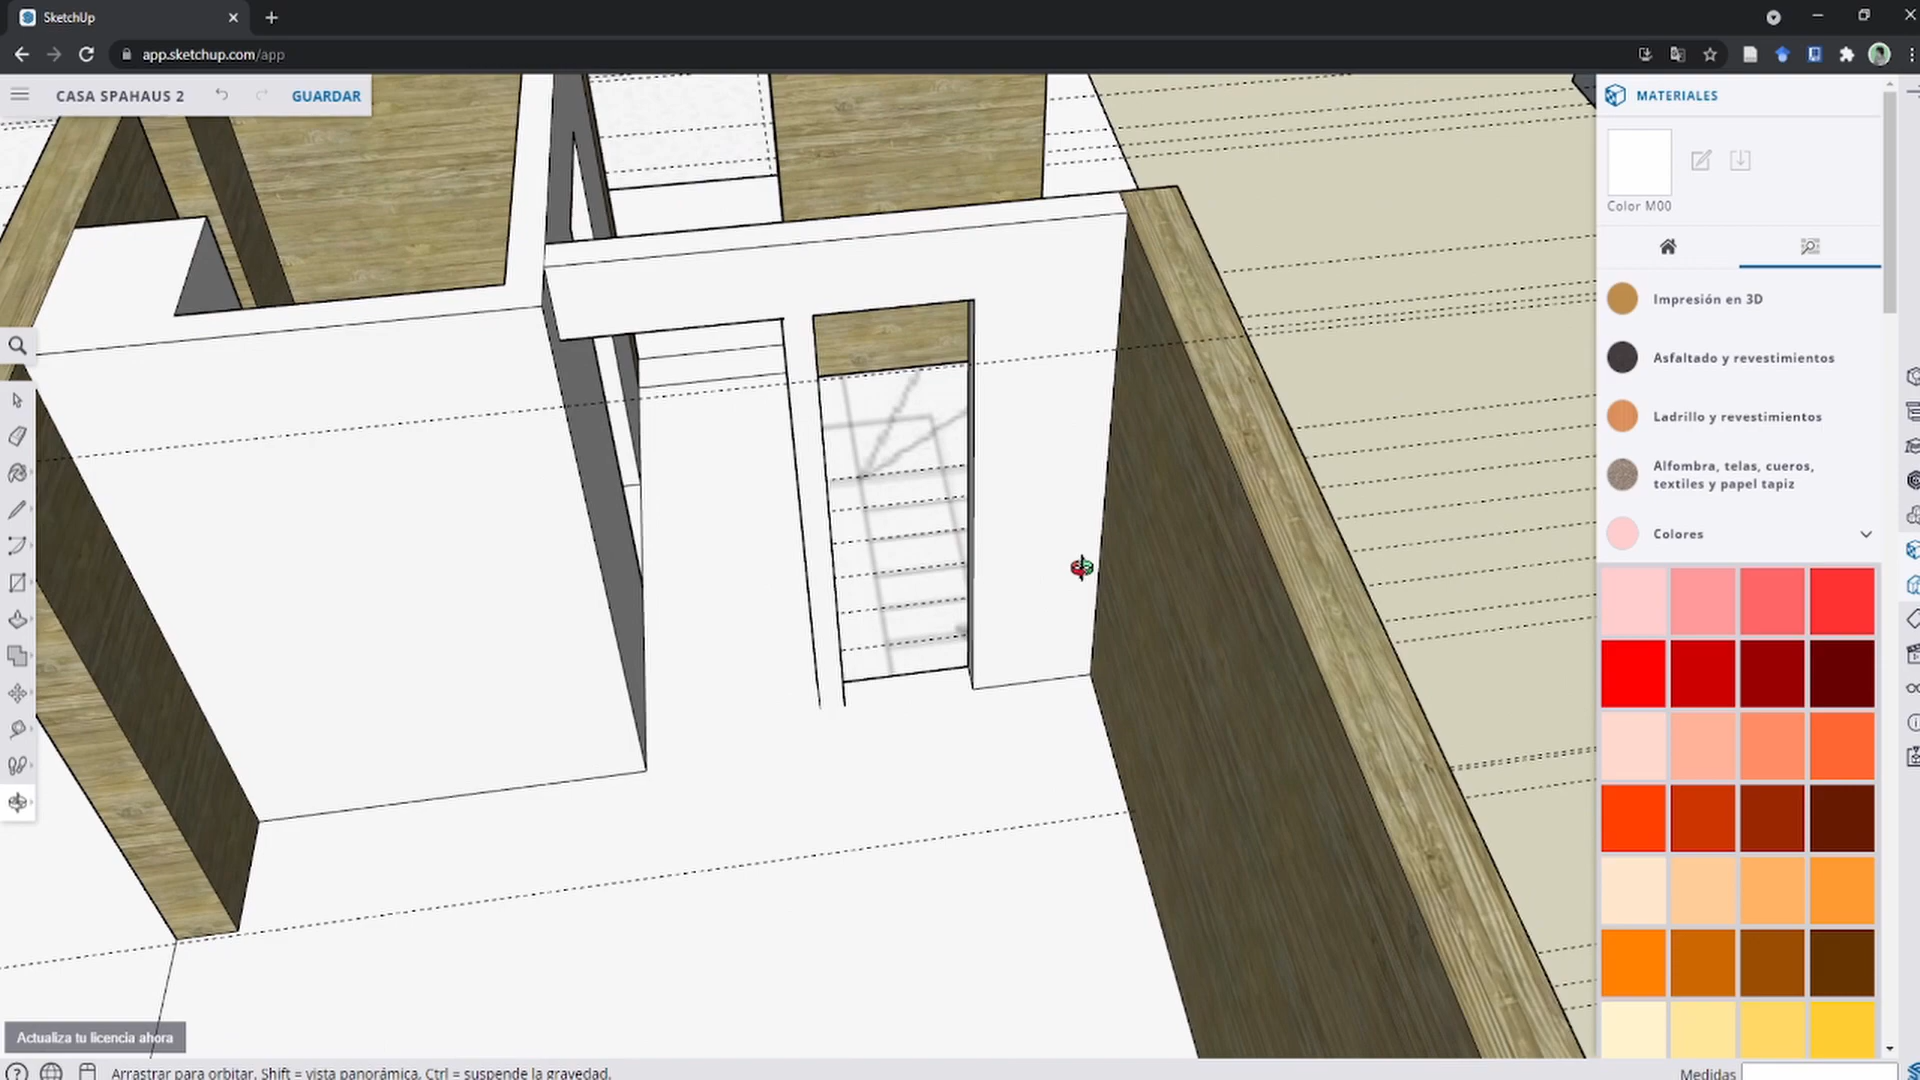 SketchUp
app.sketchup.com/app
CASA SPAHAUS 2
GUARDAR
MATERIALES
Color M00
Impresión en 3D
Asfaltado y revestimientos
Ladrillo y revestimientos
Alfombra, telas, cueros,
textiles y papel tapiz
Colores
Actualiza tu licencia ahora
Arrastrar para orbitar. Shift = vista panorámica, Ctrl = suspende la gravedad.
Medidas